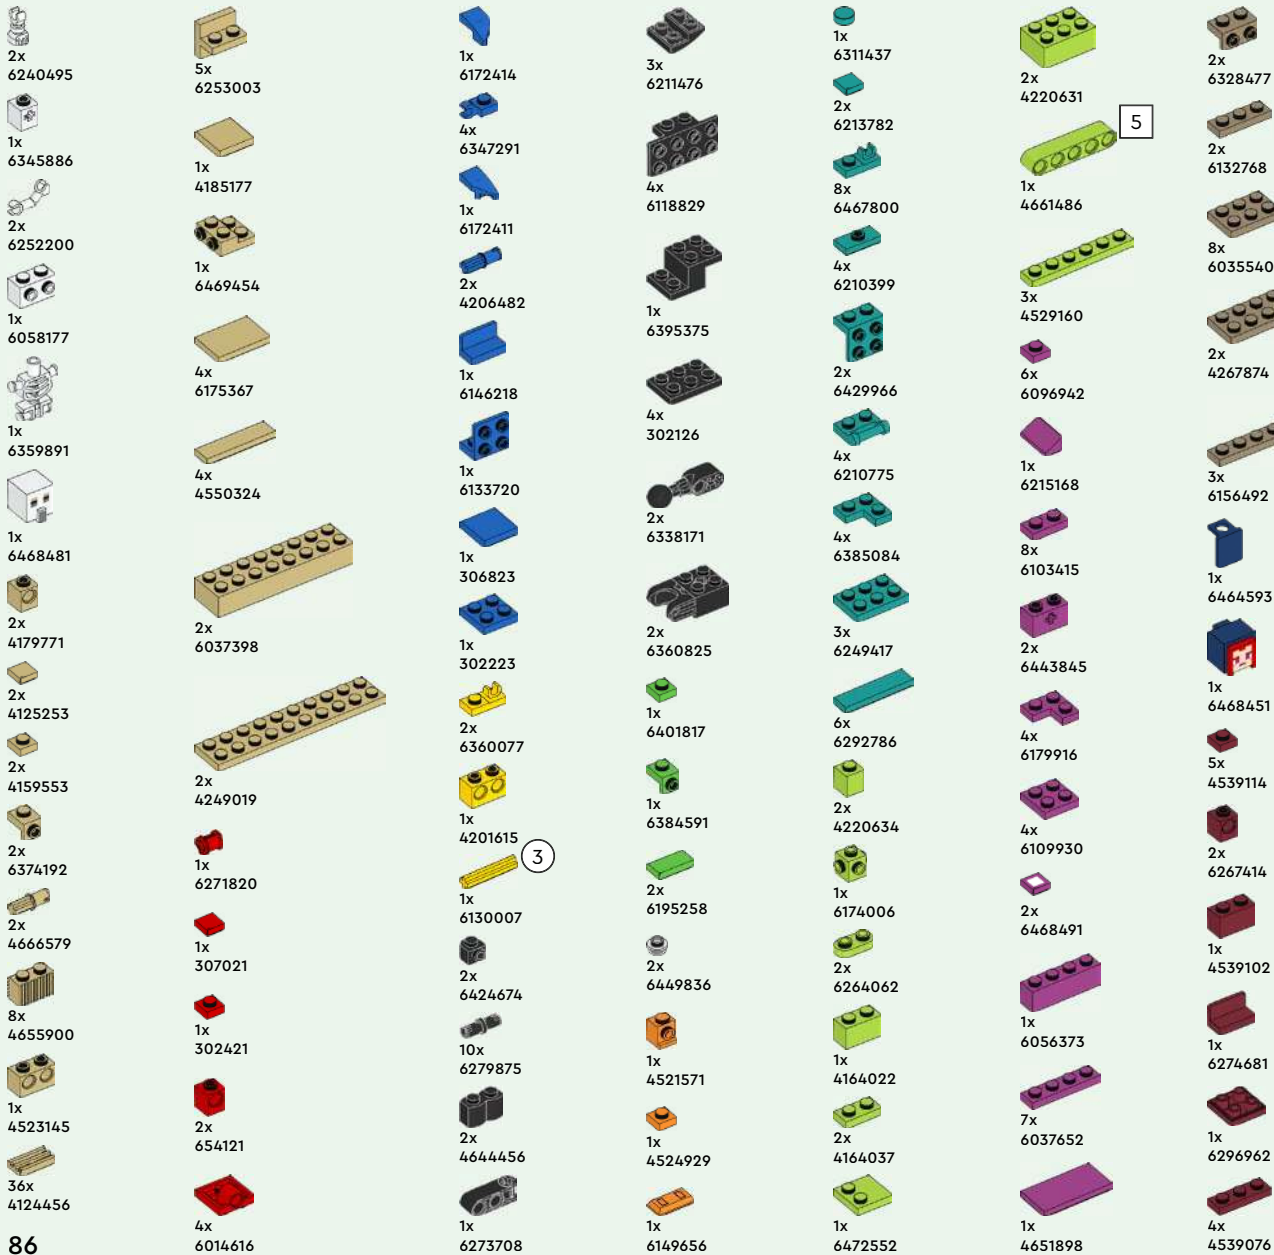 2x
6240495
1x
6345886
2x
6252200
1x
6058177
1x
6359891
1x
6468481
2x
4179771
2x
4125253
2x
4159553
2x
6374192
2x
4666579
8x
4655900
1x
4523145
36x
4124456
86
5x
6253003
1x
4185177
1x
6469454
4x
6175367
4x
4550324
2x
6037398
2x
4249019
1x
6271820
1x
307021
1x
302421
2x
654121
4x
6014616
1x
6172414
4x
6347291
1x
6172411
2x
4206482
1x
6146218
1x
6133720
1x
306823
1x
302223
2x
6360077
1x
4201615
3
1x
6130007
2x
6424674
10x
6279875
2x
4644456
1x
6273708
3x
6211476
4x
6118829
1x
6395375
4x
302126
2x
6338171
2x
6360825
1x
6401817
1x
6384591
2x
6195258
2x
6449836
1x
4521571
1x
4524929
1x
6149656
1x
6311437
2x
6213782
8x
6467800
4x
6210399
2x
6429966
4x
6210775
4x
6385084
3x
6249417
6x
6292786
2x
4220634
1x
6174006
2x
6264062
1x
4164022
2x
4164037
1x
6472552
2x
4220631
5
1x
4661486
3x
4529160
6x
6096942
1x
6215168
8x
6103415
2x
6443845
4x
6179916
4x
6109930
2x
6468491
1x
6056373
7x
6037652
1x
4651898
2x
6328477
2x
6132768
8x
6035540
2x
4267874
3x
6156492
1x
6464593
1x
6468451
5x
4539114
2x
6267414
1x
4539102
1x
6274681
1x
6296962
4x
4539076